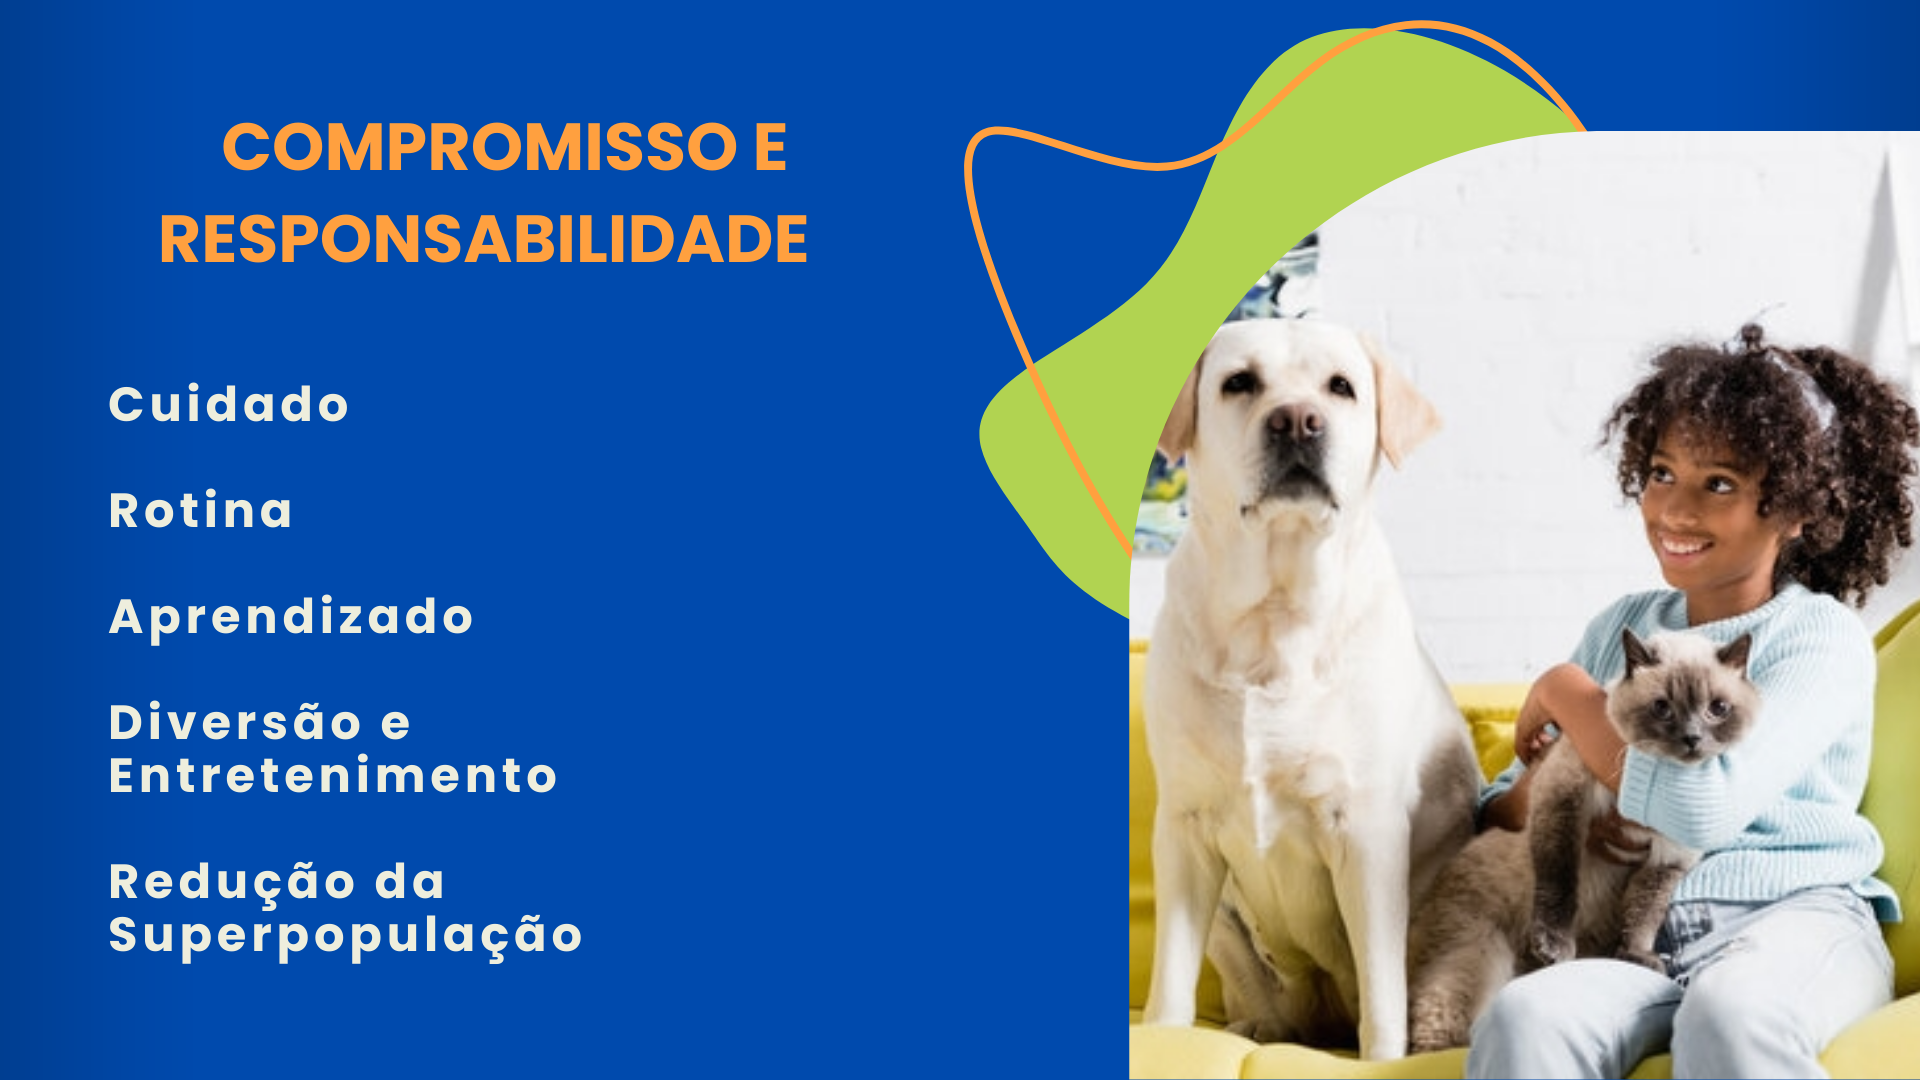 COMPROMISSO E
RESPONSABILIDADE
Cuidado
Rotina
Aprendizado
Diversão e
Entretenimento
Redução da
Superpopulação